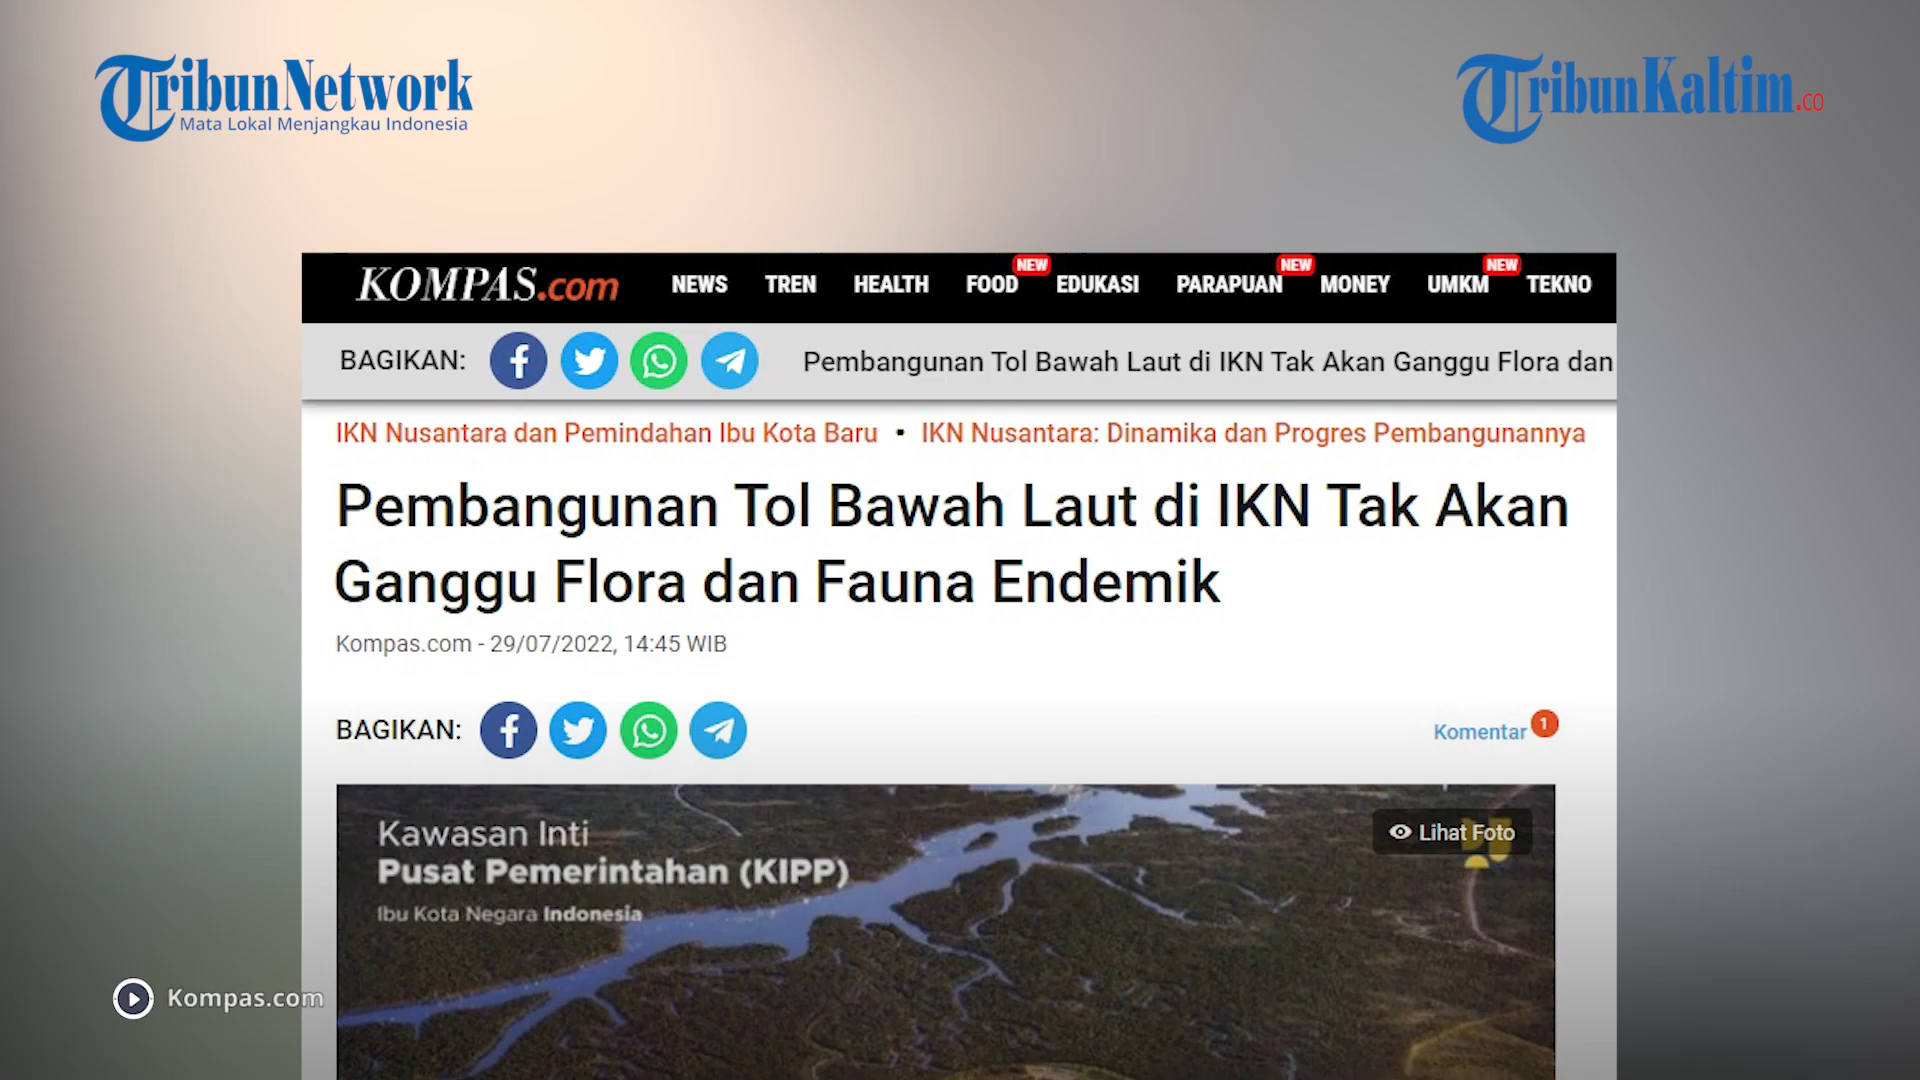 TribunNetwork
Mata Lokal Menjangkau Indonesia
TribunKaltim.co
KOMPAS.com NEWS TREN HEALTH FOOD NEW EDUKASI PARAPUAN NEW MONEY UMKM NEW TEKNO
BAGIKAN: Pembangunan Tol Bawah Laut di IKN Tak Akan Ganggu Flora dan
IKN Nusantara dan Pemindahan Ibu Kota Baru • IKN Nusantara: Dinamika dan Progres Pembangunannya
Pembangunan Tol Bawah Laut di IKN Tak Akan
Ganggu Flora dan Fauna Endemik
Kompas.com - 29/07/2022, 14:45 WIB
BAGIKAN:
Komentar 1
Kawasan Inti
Pusat Pemerintahan (KIPP)
Ibu Kota Negara Indonesia
Lihat Foto
Kompas.com